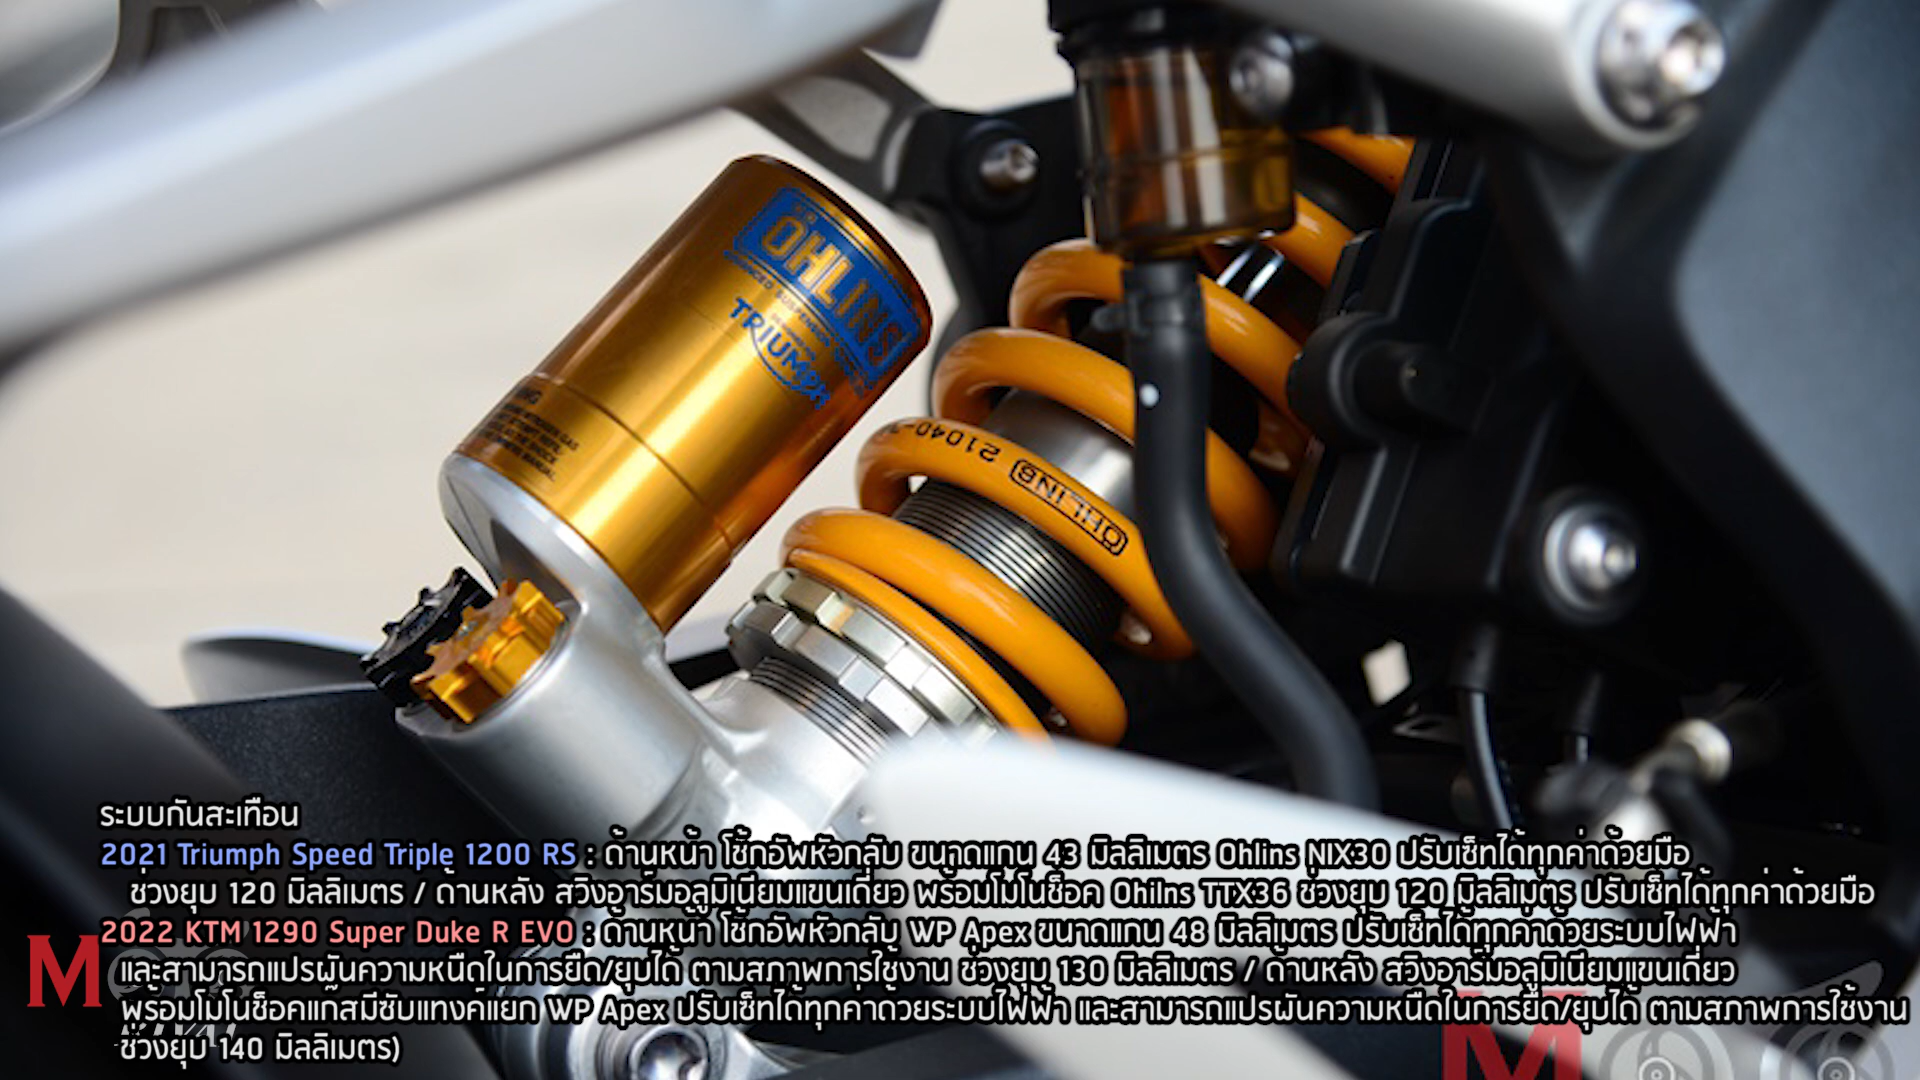 ÖHLINS
ADVANCED SUSPENSION
TRIUMPH
21040-
ÖHLINS
ระบบกันสะเทือน
2021 Triumph Speed Triple 1200 RS : ด้านหน้า โช้กอัพหัวกลับ ขนาดแกน 43 มิลลิเมตร Ohlins NIX30 ปรับเซ็ทได้ทุกค่าด้วยมือ
ช่วงยุบ 120 มิลลิเมตร / ด้านหลัง สวิงอาร์มอลูมิเนียมแขนเดี่ยว พร้อมโมโนช็อค Ohilns TTX36 ช่วงยุบ 120 มิลลิเมตร ปรับเซ็ทได้ทุกค่าด้วยมือ
2022 KTM 1290 Super Duke R EVO : ด้านหน้า โช้กอัพหัวกลับ WP Apex ขนาดแกน 48 มิลลิเมตร ปรับเซ็ทได้ทุกค่าด้วยระบบไฟฟ้า
และสามารถแปรผันความหนืดในการยืด/ยุบได้ ตามสภาพการใช้งาน ช่วงยุบ 130 มิลลิเมตร / ด้านหลัง สวิงอาร์มอลูมิเนียมแขนเดี่ยว
พร้อมโมโนช็อคแก๊สมีซับแทงค์แยก WP Apex ปรับเซ็ทได้ทุกค่าด้วยระบบไฟฟ้า และสามารถแปรผันความหนืดในการยืด/ยุบได้ ตามสภาพการใช้งาน
ช่วงยุบ 140 มิลลิเมตร)